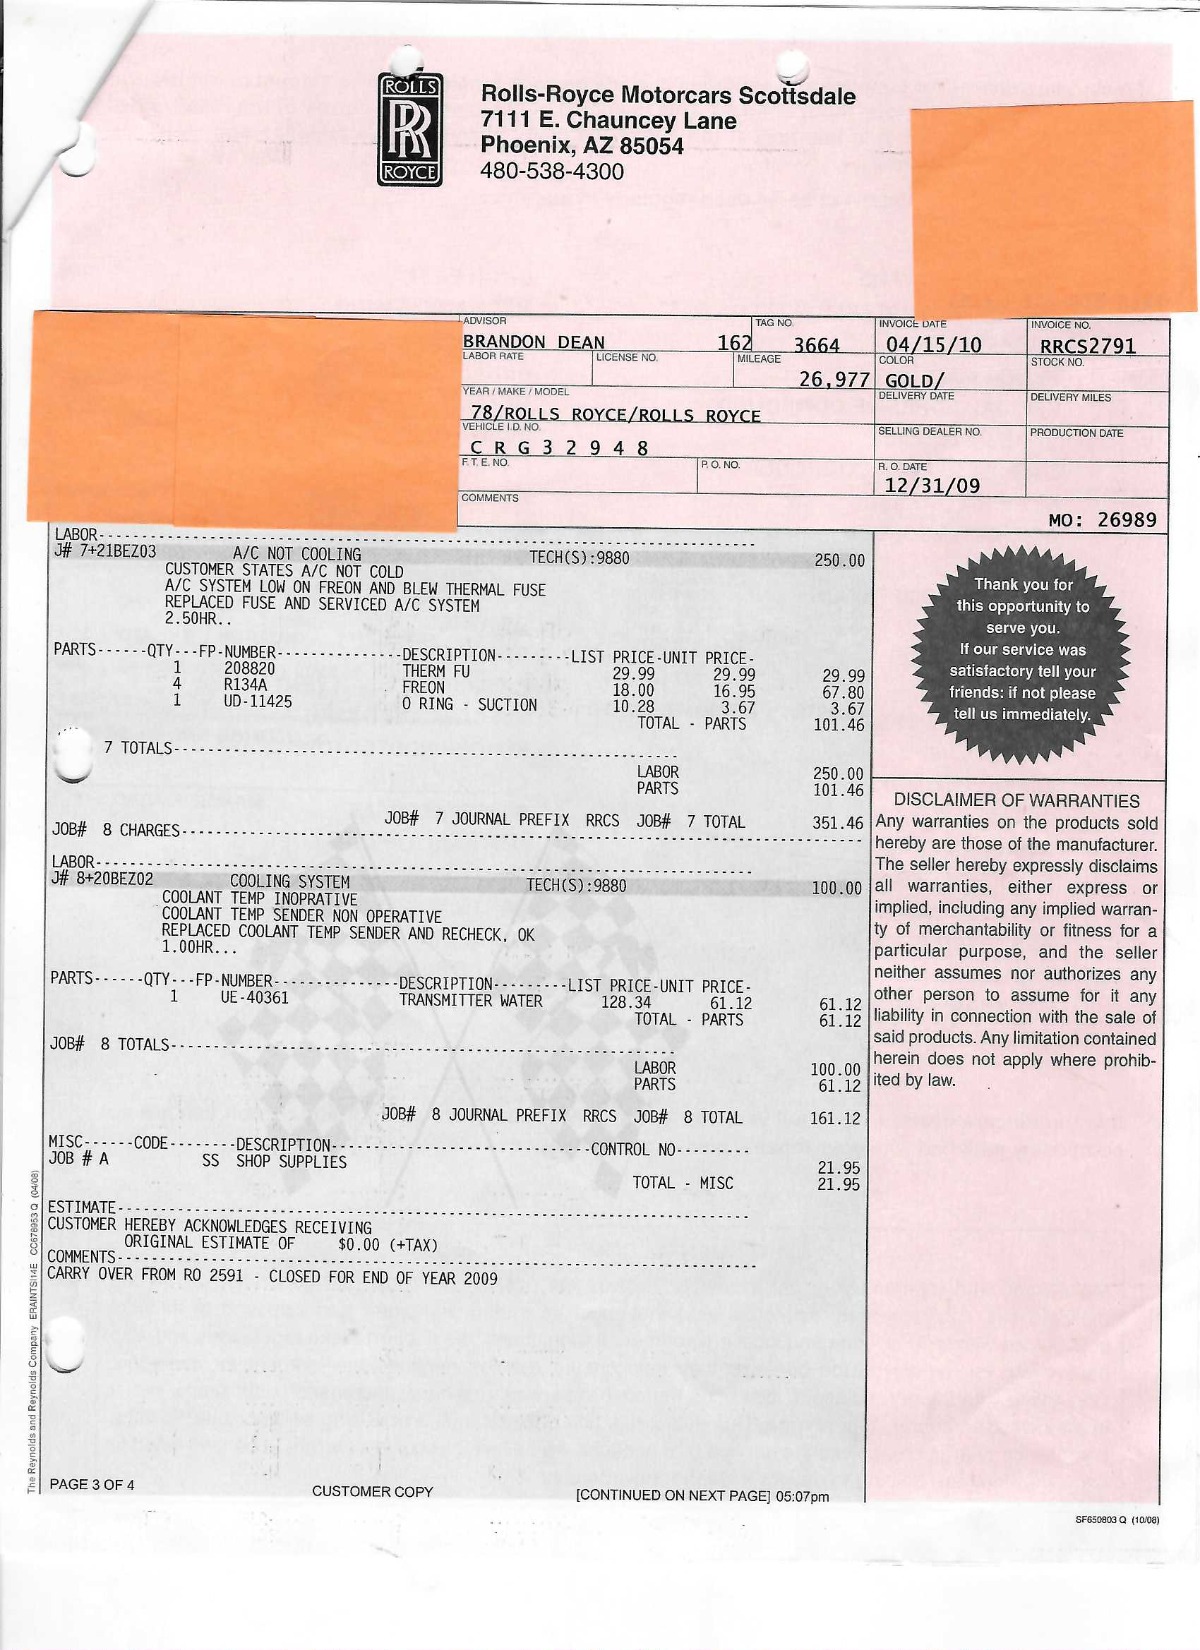 ROLLS
RR
ROYCE
Rolls-Royce Motorcars Scottsdale
7111 E. Chauncey Lane
Phoenix, AZ 85054
480-538-4300
ADVISOR TAG NO. INVOICE DATE INVOICE NO.
BRANDON DEAN 162 3664 04/15/10 RRCS2791
LABOR RATE LICENSE NO. MILEAGE COLOR STOCK NO.
26,977 GOLD/
YEAR / MAKE / MODEL DELIVERY DATE DELIVERY MILES
78/ROLLS ROYCE/ROLLS ROYCE
VEHICLE I.D. NO. SELLING DEALER NO. PRODUCTION DATE
C R G 3 2 9 4 8
F.T.E. NO. P.O. NO. R. O. DATE
12/31/09
COMMENTS
MO: 26989
LABOR--------------------------------------------------------------
J# 7+21BEZ03 A/C NOT COOLING TECH(S):9880 250.00
CUSTOMER STATES A/C NOT COLD
A/C SYSTEM LOW ON FREON AND BLEW THERMAL FUSE
REPLACED FUSE AND SERVICED A/C SYSTEM
2.50HR..
PARTS------QTY---FP-NUMBER--------------DESCRIPTION---------LIST PRICE-UNIT PRICE-
1 208820 THERM FU 29.99 29.99 29.99
4 R134A FREON 18.00 16.95 67.80
1 UD-11425 O RING - SUCTION 10.28 3.67 3.67
TOTAL - PARTS 101.46
7 TOTALS----------------------------------------------------
LABOR 250.00
PARTS 101.46
JOB# 7 JOURNAL PREFIX RRCS JOB# 7 TOTAL 351.46
JOB# 8 CHARGES----------------------------------------------------
LABOR--------------------------------------------------------------
J# 8+20BEZ02 COOLING SYSTEM TECH(S):9880 100.00
COOLANT TEMP INOPRATIVE
COOLANT TEMP SENDER NON OPERATIVE
REPLACED COOLANT TEMP SENDER AND RECHECK, OK
1.00HR...
PARTS------QTY---FP-NUMBER--------------DESCRIPTION---------LIST PRICE-UNIT PRICE-
1 UE-40361 TRANSMITTER WATER 128.34 61.12 61.12
TOTAL - PARTS 61.12
JOB# 8 TOTALS----------------------------------------------------
LABOR 100.00
PARTS 61.12
JOB# 8 JOURNAL PREFIX RRCS JOB# 8 TOTAL 161.12
MISC------CODE--------DESCRIPTION------------------------------CONTROL NO---------
JOB # A SS SHOP SUPPLIES 21.95
TOTAL - MISC 21.95
ESTIMATE--------------------------------------------------------------
CUSTOMER HEREBY ACKNOWLEDGES RECEIVING
ORIGINAL ESTIMATE OF $0.00 (+TAX)
COMMENTS--------------------------------------------------------------
CARRY OVER FROM RO 2591 - CLOSED FOR END OF YEAR 2009
Thank you for
this opportunity to
serve you.
If our service was
satisfactory tell your
friends: if not please
tell us immediately.
DISCLAIMER OF WARRANTIES
Any warranties on the products sold
hereby are those of the manufacturer.
The seller hereby expressly disclaims
all warranties, either express or
implied, including any implied warran-
ty of merchantability or fitness for a
particular purpose, and the seller
neither assumes nor authorizes any
other person to assume for it any
liability in connection with the sale of
said products. Any limitation contained
herein does not apply where prohib-
ited by law.
The Reynolds and Reynolds Company ERAINTSI14E CC678953 Q (04/08)
PAGE 3 OF 4 CUSTOMER COPY [CONTINUED ON NEXT PAGE] 05:07pm
SF650803 Q (10/08)